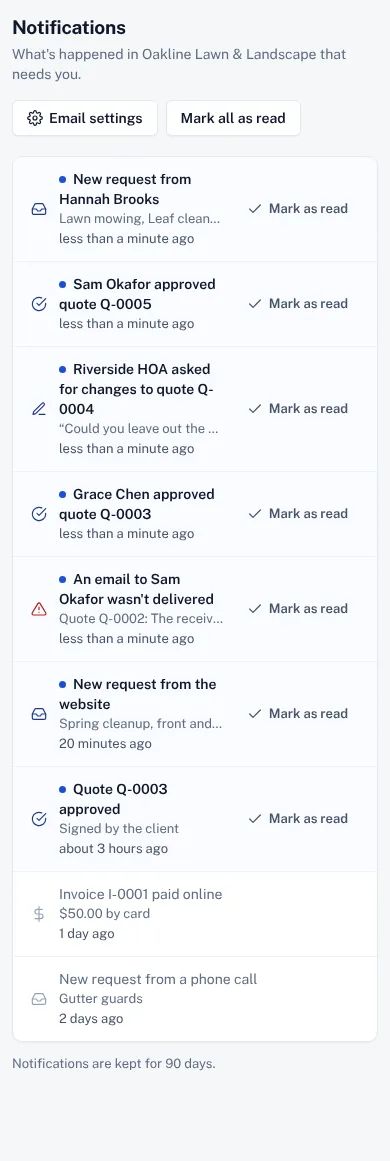 Notifications
What's happened in Oakline Lawn & Landscape that
needs you.
Email settings
Mark all as read
New request from
Hannah Brooks
Lawn mowing, Leaf clean...
less than a minute ago
Mark as read
Sam Okafor approved
quote Q-0005
less than a minute ago
Mark as read
Riverside HOA asked
for changes to quote Q-
0004
“Could you leave out the ...
less than a minute ago
Mark as read
Grace Chen approved
quote Q-0003
less than a minute ago
Mark as read
An email to Sam
Okafor wasn't delivered
Quote Q-0002: The receiv...
less than a minute ago
Mark as read
New request from the
website
Spring cleanup, front and...
20 minutes ago
Mark as read
Quote Q-0003
approved
Signed by the client
about 3 hours ago
Mark as read
Invoice I-0001 paid online
$50.00 by card
1 day ago
New request from a phone call
Gutter guards
2 days ago
Notifications are kept for 90 days.